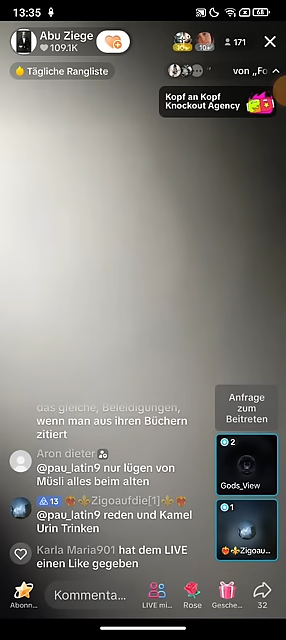 13:35
68
Abu Ziege
109.1K
30+
10+
171
Tägliche Rangliste
von „Fo
Kopf an Kopf
Knockout Agency
das gleiche, Beleidigungen,
wenn man aus ihren Büchern
zitiert
Aron dieter
@pau_latin9 nur lügen von
Müsli alles beim alten
13 Zigoaufdie[1]
@pau_latin9 reden und Kamel
Urin Trinken
Karla Maria901 hat dem LIVE
einen Like gegeben
Anfrage
zum
Beitreten
2
Gods_View
1
Zigoau...
Abonn...
Kommenta...
LIVE mi...
Rose
Gesche...
32